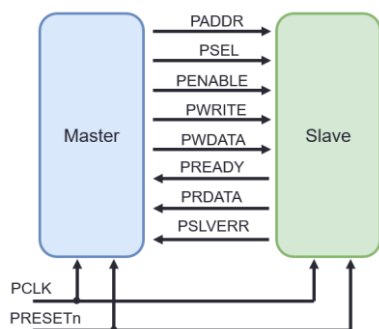 PADDR
PSEL
PENABLE
PWRITE
Master
Slave
PWDATA
PREADY
PRDATA
PSLVERR
PCLK
PRESETn